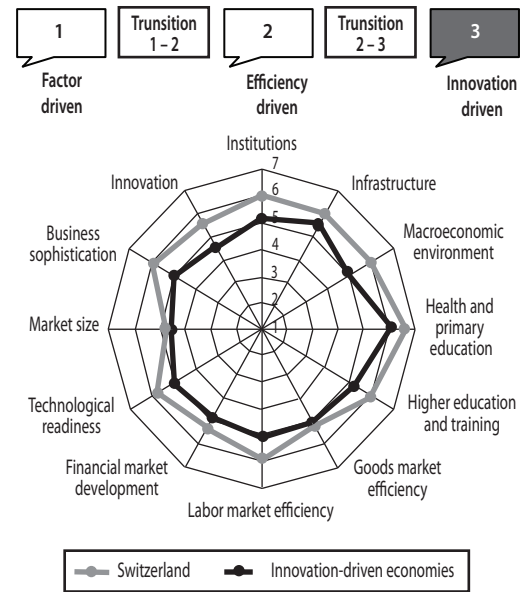 1
Transition
1 – 2
2
Transition
2 – 3
3
Factor
driven
Efficiency
driven
Innovation
driven
Institutions
7
6
5
4
3
2
1
Infrastructure
Macroeconomic
environment
Health and
primary
education
Higher education
and training
Goods market
efficiency
Labor market efficiency
Financial market
development
Technological
readiness
Market size
Business
sophistication
Innovation
Switzerland
Innovation-driven economies